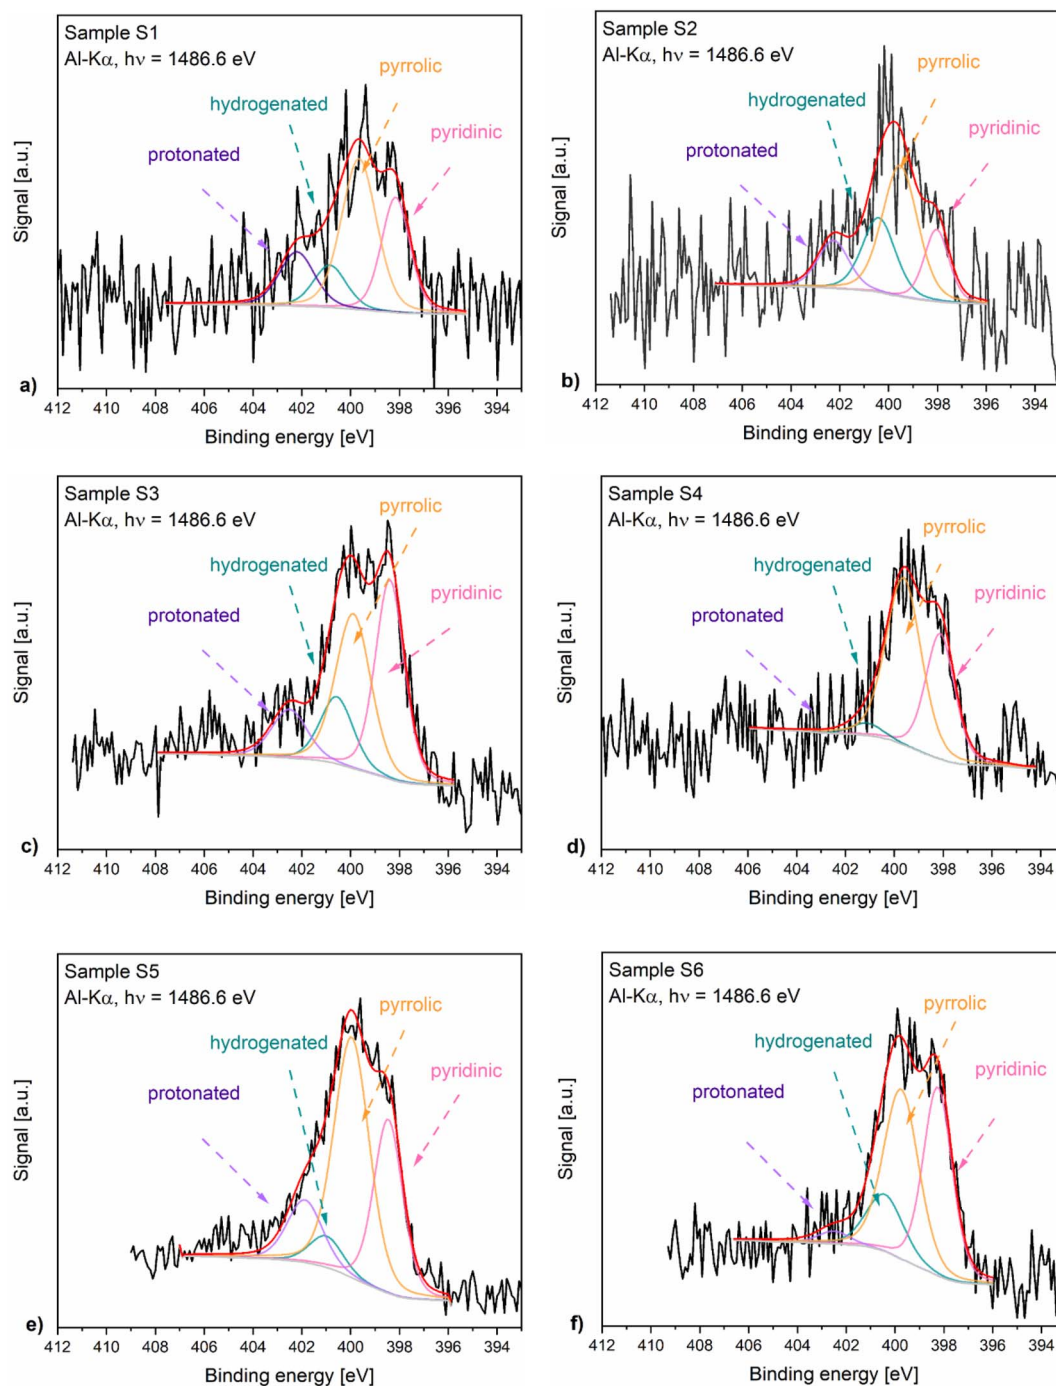 Sample S1
Al-Kα, hν = 1486.6 eV
pyrrolic
hydrogenated
pyridinic
protonated
Signal [a.u.]
a)
412 410 408 406 404 402 400 398 396 394
Binding energy [eV]
Sample S2
Al-Kα, hν = 1486.6 eV
pyrrolic
hydrogenated
pyridinic
protonated
Signal [a.u.]
b)
412 410 408 406 404 402 400 398 396 394
Binding energy [eV]
Sample S3
Al-Kα, hν = 1486.6 eV
pyrrolic
hydrogenated
pyridinic
protonated
Signal [a.u.]
c)
412 410 408 406 404 402 400 398 396 394
Binding energy [eV]
Sample S4
Al-Kα, hν = 1486.6 eV
pyrrolic
hydrogenated
pyridinic
protonated
Signal [a.u.]
d)
412 410 408 406 404 402 400 398 396 394
Binding energy [eV]
Sample S5
Al-Kα, hν = 1486.6 eV
pyrrolic
hydrogenated
pyridinic
protonated
Signal [a.u.]
e)
412 410 408 406 404 402 400 398 396 394
Binding energy [eV]
Sample S6
Al-Kα, hν = 1486.6 eV
pyrrolic
hydrogenated
pyridinic
protonated
Signal [a.u.]
f)
412 410 408 406 404 402 400 398 396 394
Binding energy [eV]